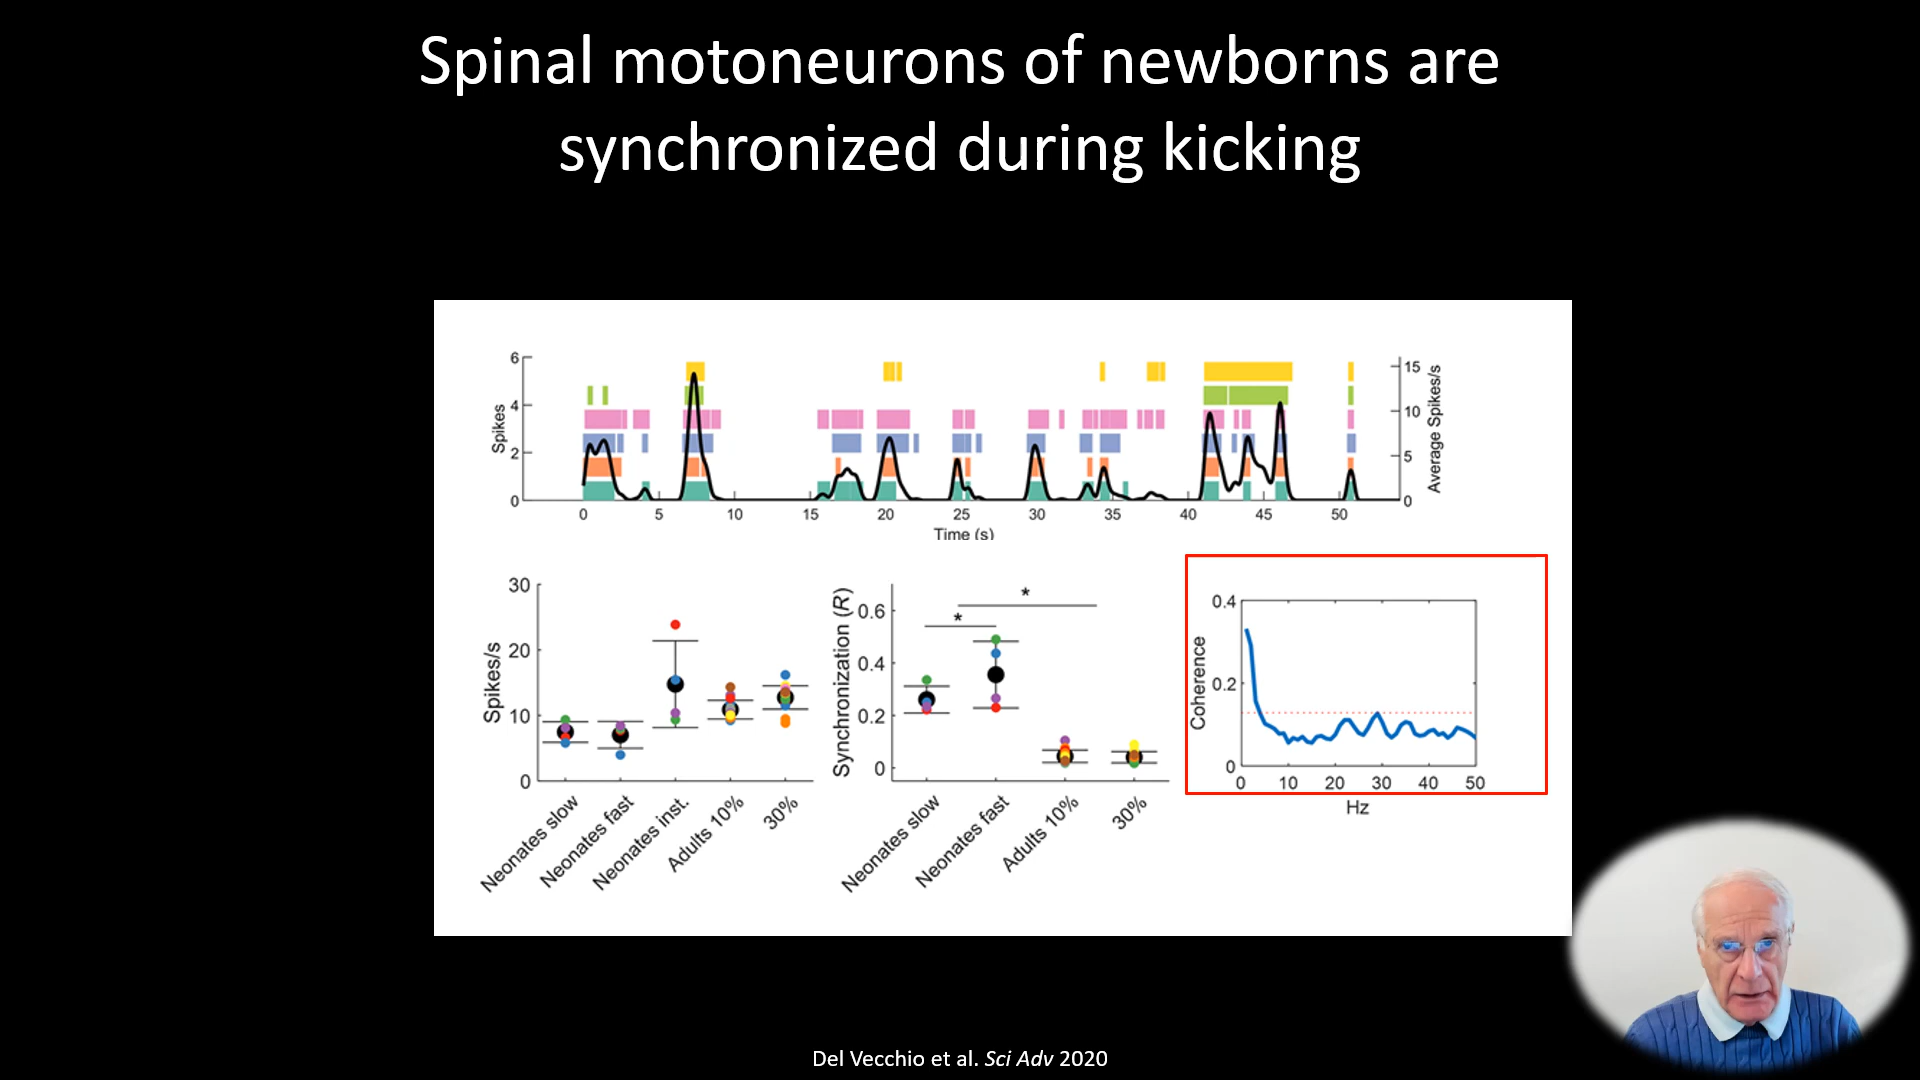 Spinal motoneurons of newborns are
synchronized during kicking
6
4
2
0
Spikes
15
10
5
0
Average Spikes/s
0 5 10 15 20 25 30 35 40 45 50
Time (s)
30
20
10
0
Spikes/s
Neonates slow
Neonates fast
Neonates inst.
Adults 10%
30%
0.6
0.4
0.2
0
Synchronization (R)
*
*
Neonates slow
Neonates fast
Adults 10%
30%
0.4
0.2
0
Coherence
0 10 20 30 40 50
Hz
Del Vecchio et al. Sci Adv 2020